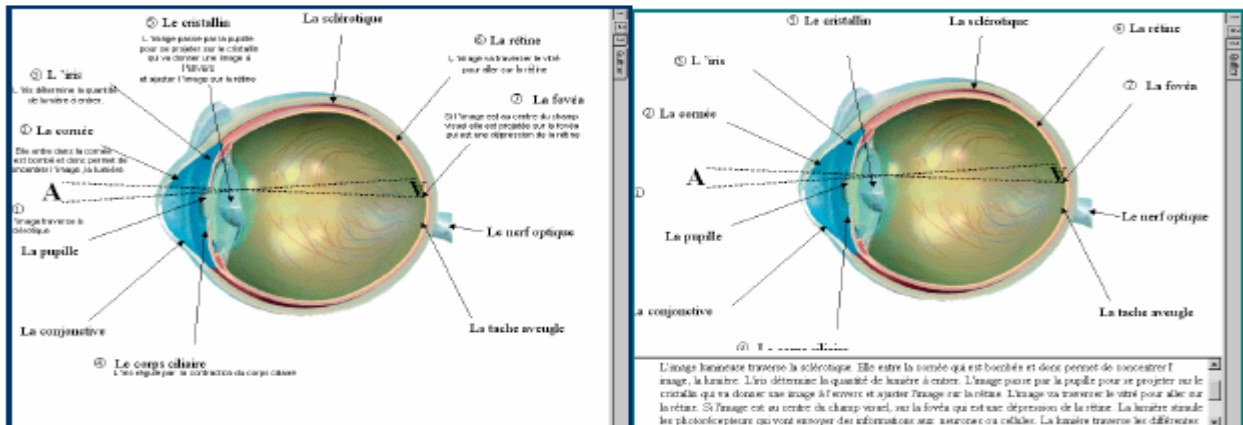 ⑤ Le cristallin
L'image passe par la pupille
pour se projeter sur le cristallin
qui va donner une image à
l'envers
et ajuster l'image sur la rétine
La sclérotique
⑥ La rétine
L'image va traverser le vitré
pour aller sur la rétine
③ L'iris
L'iris détermine la quantité
de lumière à entrer.
⑦ La fovéa
Si l'image est au centre du champ
visuel elle est projetée sur la fovéa
qui est une dépression de la rétine
② La cornée
Elle entre dans la cornée
est bombé et donc permet de
concentrer l'image, la lumière
A
①
l'image traverse la
sclérotique
La pupille
Le nerf optique
La conjonctive
La tache aveugle
④ Le corps ciliaire
L'iris régule par la contraction du corps ciliaire
Le cristallin
La sclérotique
⑥ La rétine
L'iris
⑦ La fovéa
② La cornée
A
①
La pupille
Le nerf optique
La conjonctive
La tache aveugle
④ Le corps ciliaire
L'image lumineuse traverse la sclérotique. Elle entre la cornée qui est bombée et donc permet de concentrer l'
image, la lumière. L'iris détermine la quantité de lumière à entrer. L'image passe par la pupille pour se projeter sur le
cristallin qui va donner une image à l'envers et ajuster l'image sur la rétine. L'image va traverser le vitré pour aller sur
la rétine. Si l'image est au centre du champ visuel, sur la fovéa qui est une dépression de la rétine. La lumière stimule
les photorécepteurs qui vont envoyer des informations aux neurones ou cellules. La lumière traverse les différentes